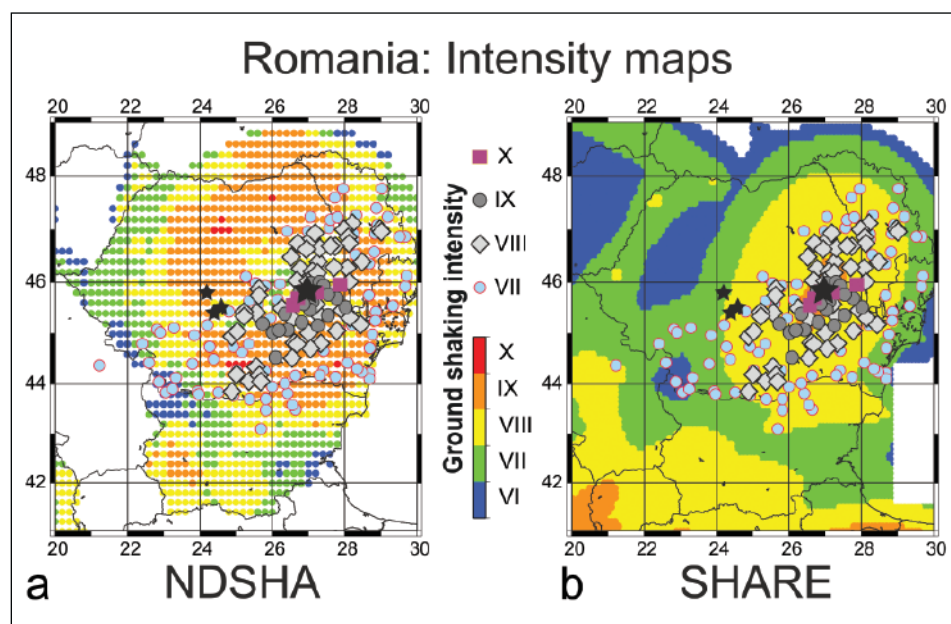 Romania: Intensity maps
20 22 24 26 28 30
20 22 24 26 28 30
48
46
44
42
20 22 24 26 28 30
a NDSHA
Ground shaking intensity
X
IX
VIII
VII
X
IX
VIII
VII
VI
48
46
44
42
20 22 24 26 28 30
b SHARE